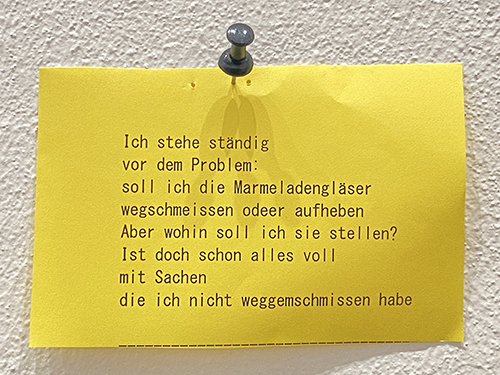 Ich stehe ständig
vor dem Problem:
soll ich die Marmeladengläser
wegschmeissen odeer aufheben
Aber wohin soll ich sie stellen?
Ist doch schon alles voll
mit Sachen
die ich nicht weggemschmissen habe